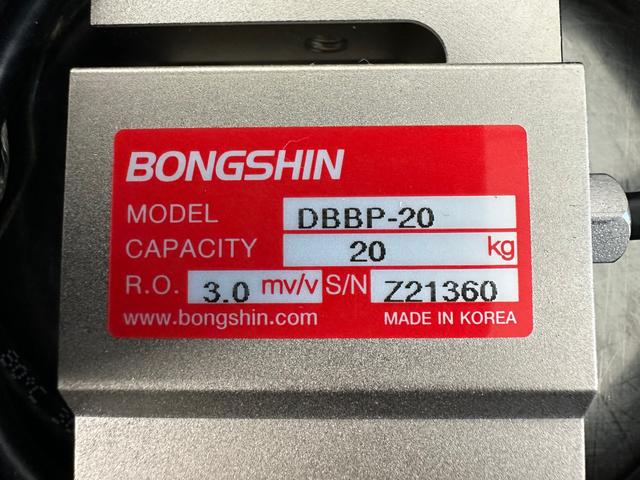 BONGSHIN
MODEL DBBP-20
CAPACITY 20 kg
R.O. 3.0 mv/v S/N Z21360
www.bongshin.com MADE IN KOREA